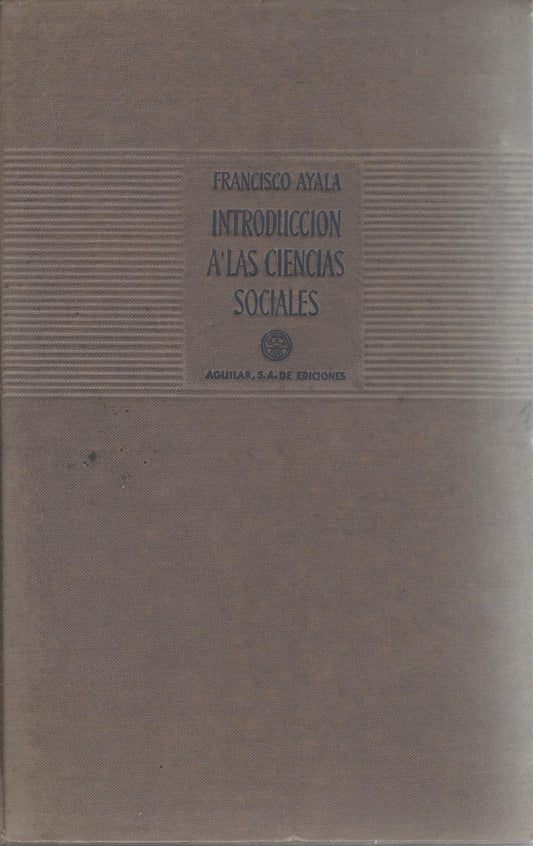 FRANCISCO AYALA
INTRODUCCION
A LAS CIENCIAS
SOCIALES
AGUILAR, S.A. DE EDICIONES